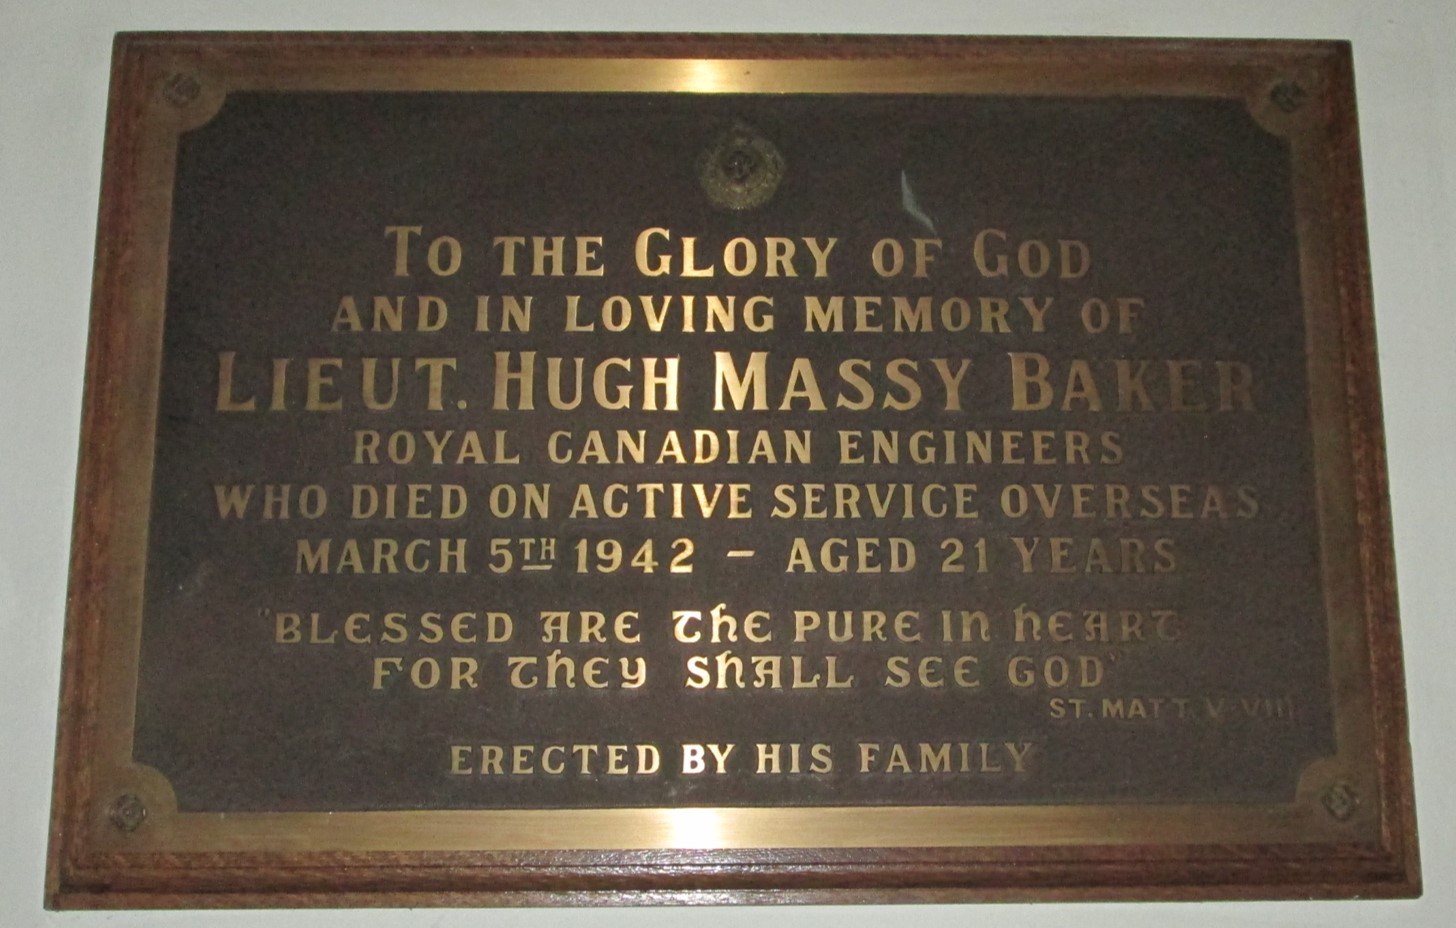 To the Glory of God
and in loving memory of
Lieut. Hugh Massy Baker
Royal Canadian Engineers
who died on active service overseas
March 5TH 1942 – aged 21 years
"Blessed are the pure in heart
for they shall see God"
St. Matt. V-VIII
Erected by his family